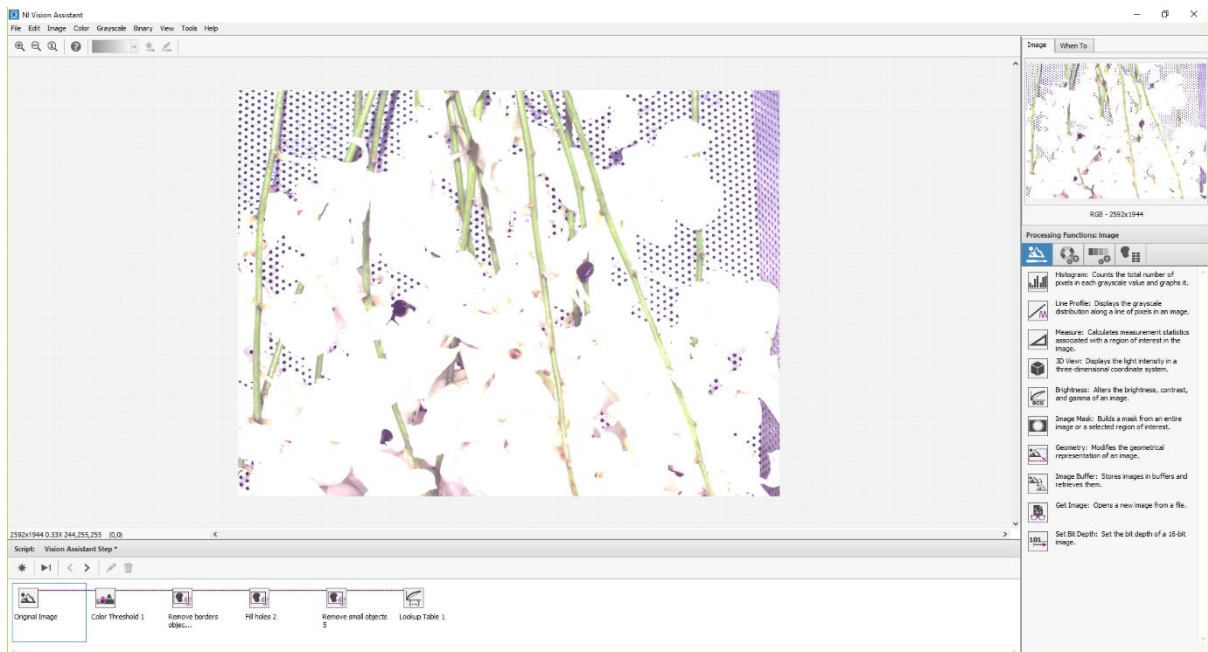 NI Vision Assistant
File Edit Image Color Grayscale Binary View Tools Help
Image When To
RGB - 2592x1944
Processing Functions: Image
Histogram: Counts the total number of
pixels in each grayscale value and graphs it.
Line Profile: Displays the grayscale
distribution along a line of pixels in an image.
Measure: Calculates measurement statistics
associated with a region of interest in the
image.
3D View: Displays the light intensity in a
three-dimensional coordinate system.
Brightness: Alters the brightness, contrast,
and gamma of an image.
BCG
Image Mask: Builds a mask from an entire
image or a selected region of interest.
Geometry: Modifies the geometrical
representation of an image.
Image Buffer: Stores images in buffers and
retrieves them.
Get Image: Opens a new image from a file.
Set Bit Depth: Set the bit depth of a 16-bit
image.
101
2592x1944 0.33X 244,255,255 (0,0)
Script: Vision Assistant Step *
Original Image
Color Threshold 1
Remove borders
objec...
Fill holes 2
Remove small objects
5
Lookup Table 1